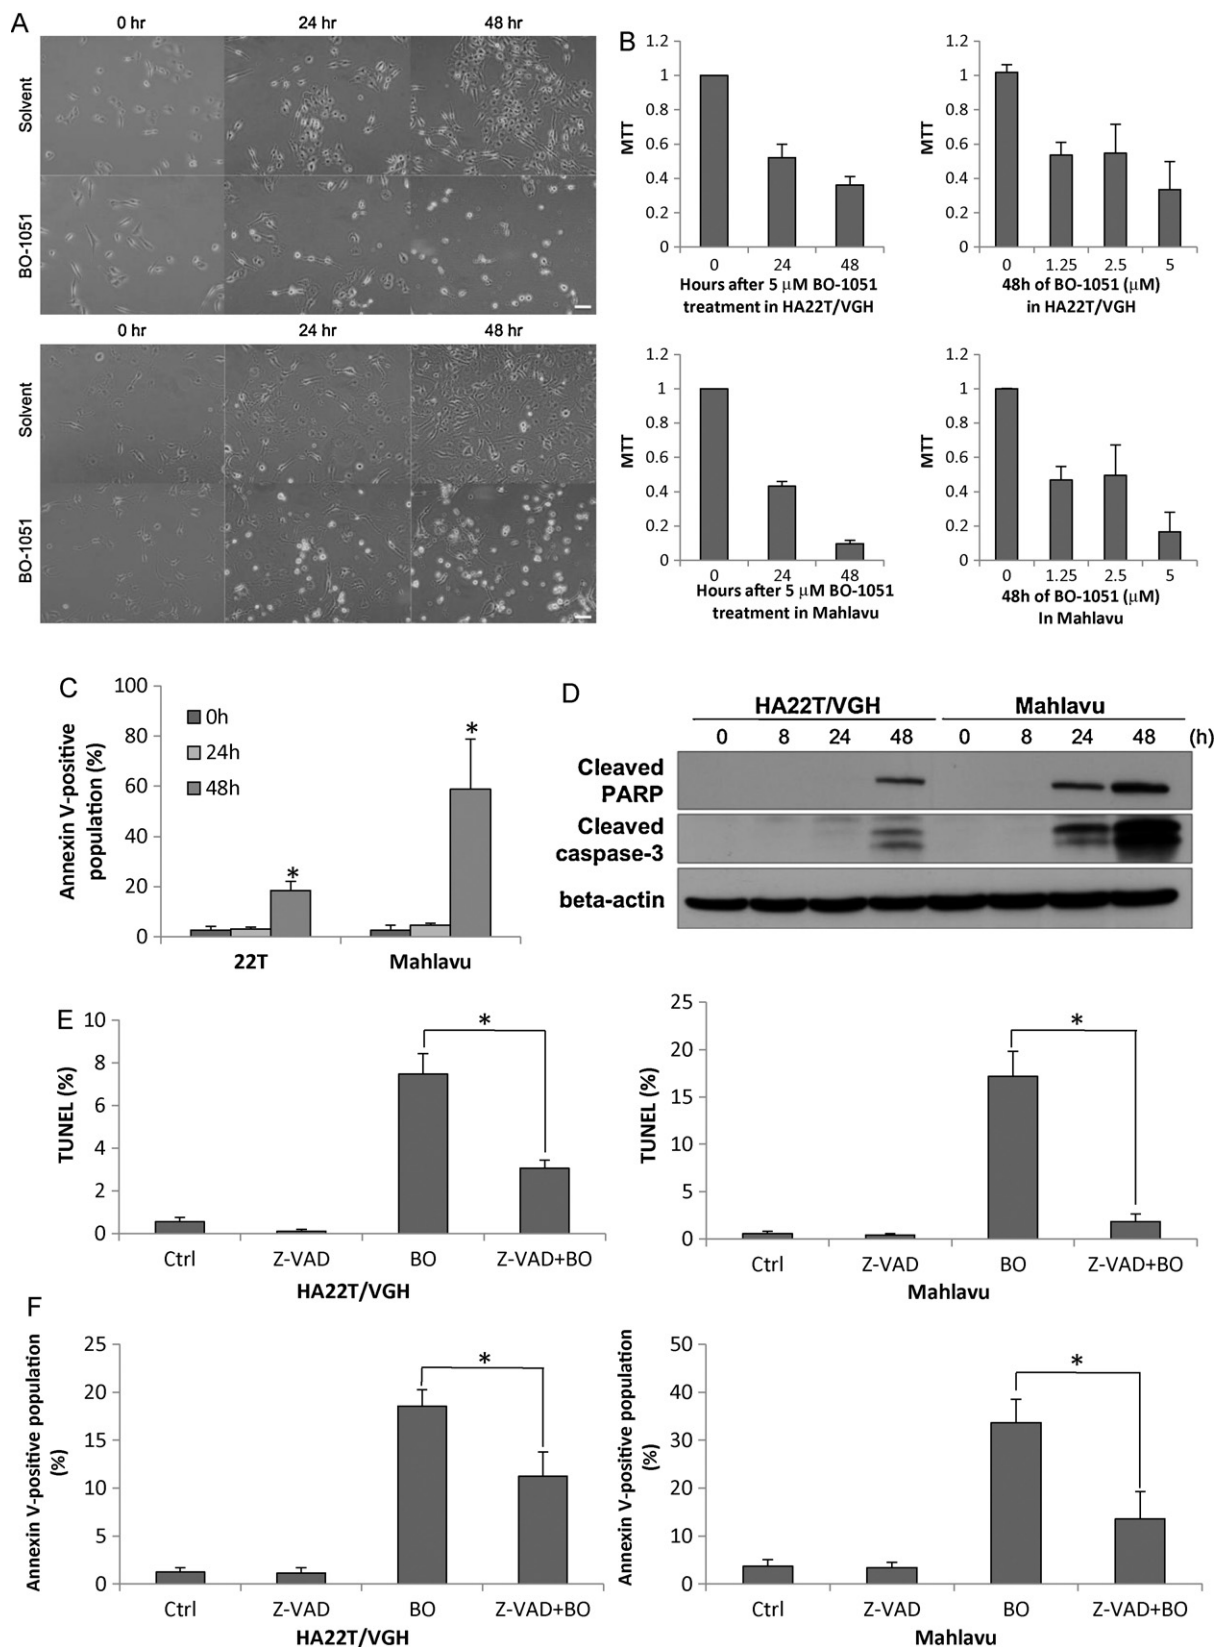 A
0 hr 24 hr 48 hr
Solvent
BO-1051
0 hr 24 hr 48 hr
Solvent
BO-1051
B
1.2
1
0.8
0.6
0.4
0.2
0
MTT
0 24 48
Hours after 5 μM BO-1051
treatment in HA22T/VGH
1.2
1
0.8
0.6
0.4
0.2
0
MTT
0 1.25 2.5 5
48h of BO-1051 (μM)
in HA22T/VGH
1.2
1
0.8
0.6
0.4
0.2
0
MTT
0 24 48
Hours after 5 μM BO-1051
treatment in Mahlavu
1.2
1
0.8
0.6
0.4
0.2
0
MTT
0 1.25 2.5 5
48h of BO-1051 (μM)
In Mahlavu
C
100
80
60
40
20
0
Annexin V-positive
population (%)
0h
24h
48h
*
*
22T Mahlavu
D
HA22T/VGH Mahlavu
0 8 24 48 0 8 24 48 (h)
Cleaved
PARP
Cleaved
caspase-3
beta-actin
E
10
8
6
4
2
0
TUNEL (%)
*
Ctrl Z-VAD BO Z-VAD+BO
HA22T/VGH
25
20
15
10
5
0
TUNEL (%)
*
Ctrl Z-VAD BO Z-VAD+BO
Mahlavu
F
25
20
15
10
5
0
Annexin V-positive population
(%)
*
Ctrl Z-VAD BO Z-VAD+BO
HA22T/VGH
50
40
30
20
10
0
Annexin V-positive population
(%)
*
Ctrl Z-VAD BO Z-VAD+BO
Mahlavu